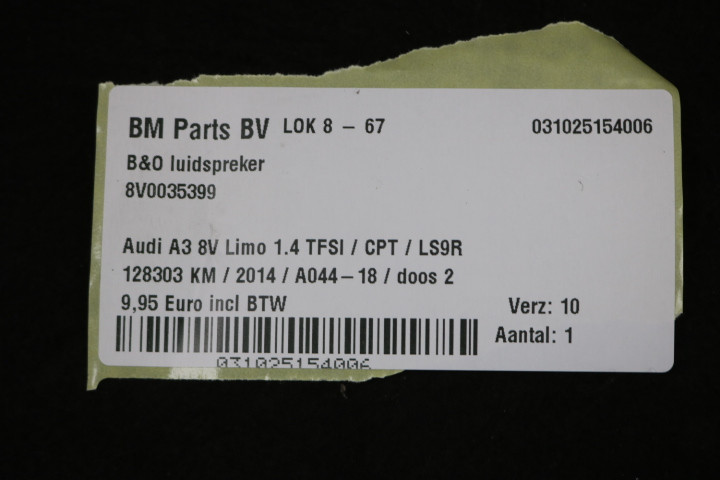 BM Parts BV LOK 8 - 67 031025154006
B&O luidspreker
8V0035399
Audi A3 8V Limo 1.4 TFSI / CPT / LS9R
128303 KM / 2014 / A044-18 / doos 2
9,95 Euro incl BTW Verz: 10
Aantal: 1
031025154006